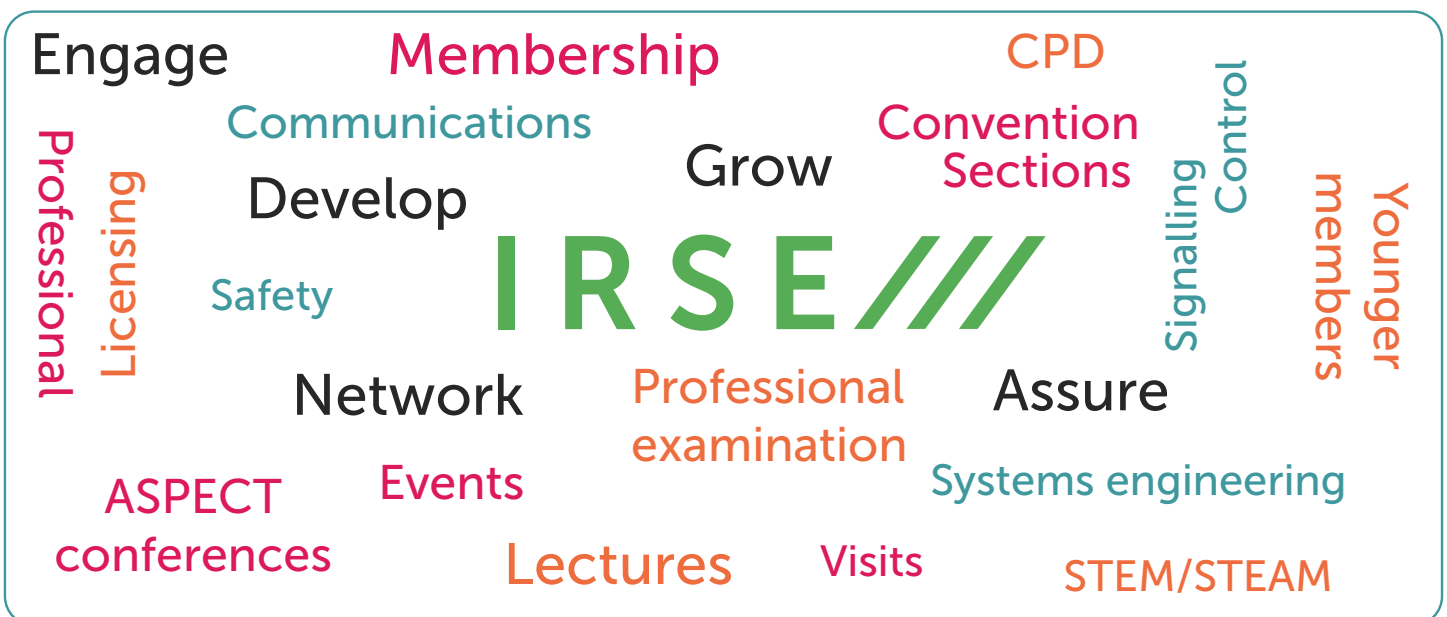 Engage
Membership
CPD
Control
Communications
Convention
Sections
Professional
Licensing
Develop
Grow
Signalling
Younger
members
IRSE
Safety
Network
Professional
examination
Assure
ASPECT
conferences
Events
Systems engineering
Lectures
Visits
STEM/STEAM